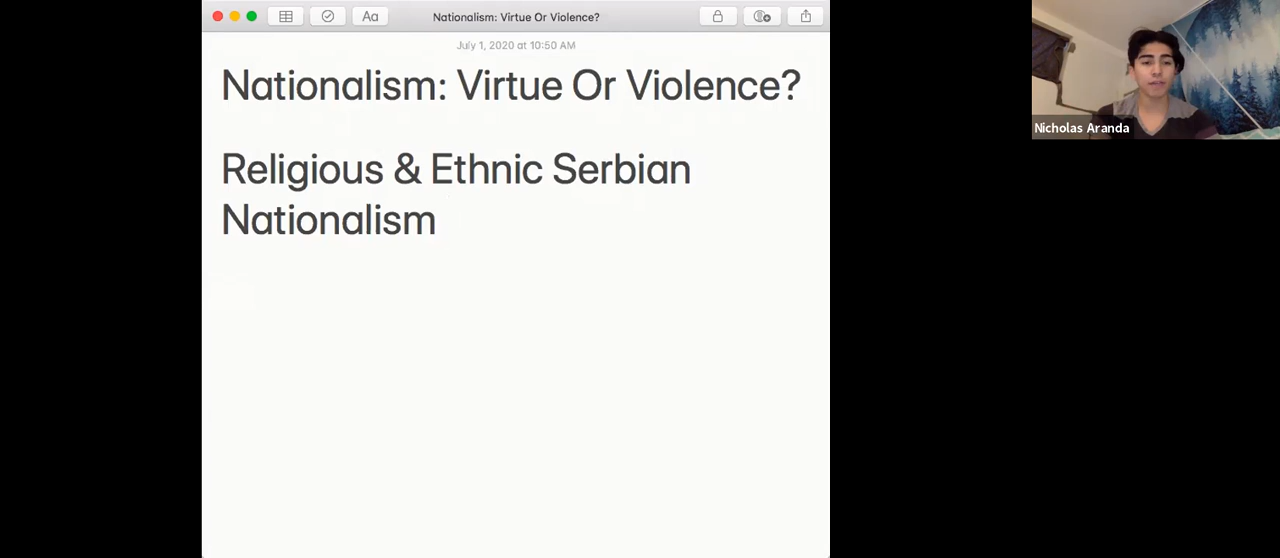 Nationalism: Virtue Or Violence?
Aa
July 1, 2020 at 10:50 AM
Nationalism: Virtue Or Violence?
Religious & Ethnic Serbian
Nationalism
Nicholas Aranda